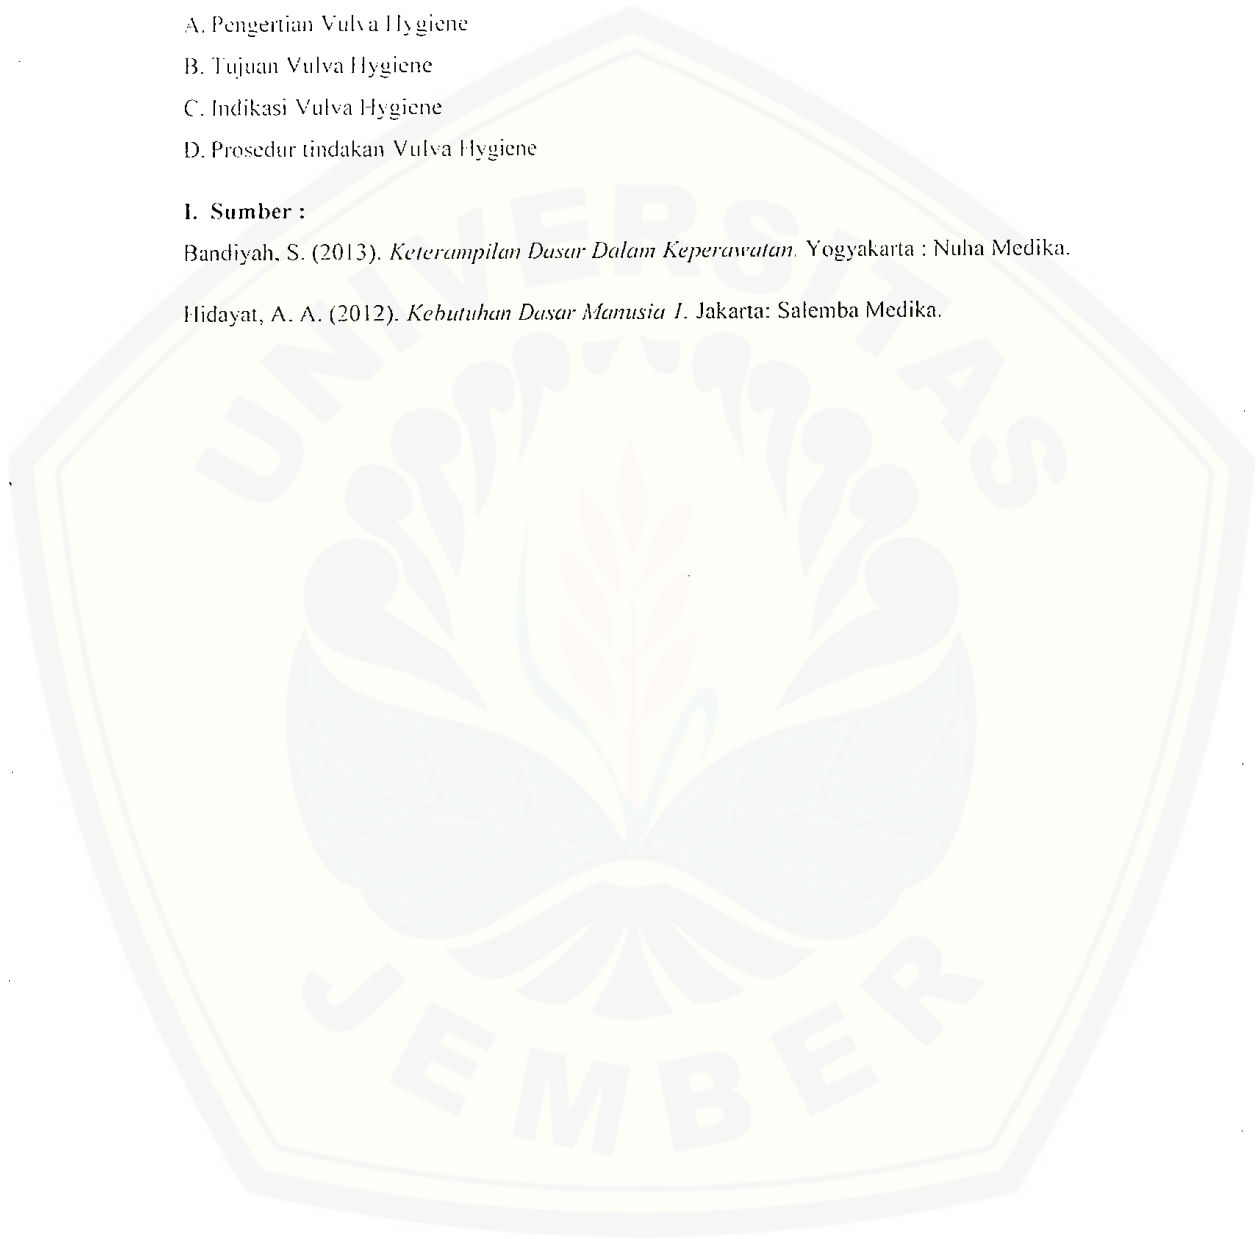 A. Pengertian Vulva Hygiene
B. Tujuan Vulva Hygiene
C. Indikasi Vulva Hygiene
D. Prosedur tindakan Vulva Hygiene
I. Sumber :
Bandiyah, S. (2013). Keterampilan Dasar Dalam Keperawatan. Yogyakarta : Nuha Medika.
Hidayat, A. A. (2012). Kebutuhan Dasar Manusia I. Jakarta: Salemba Medika.
UNIVERSITAS
JEMBER